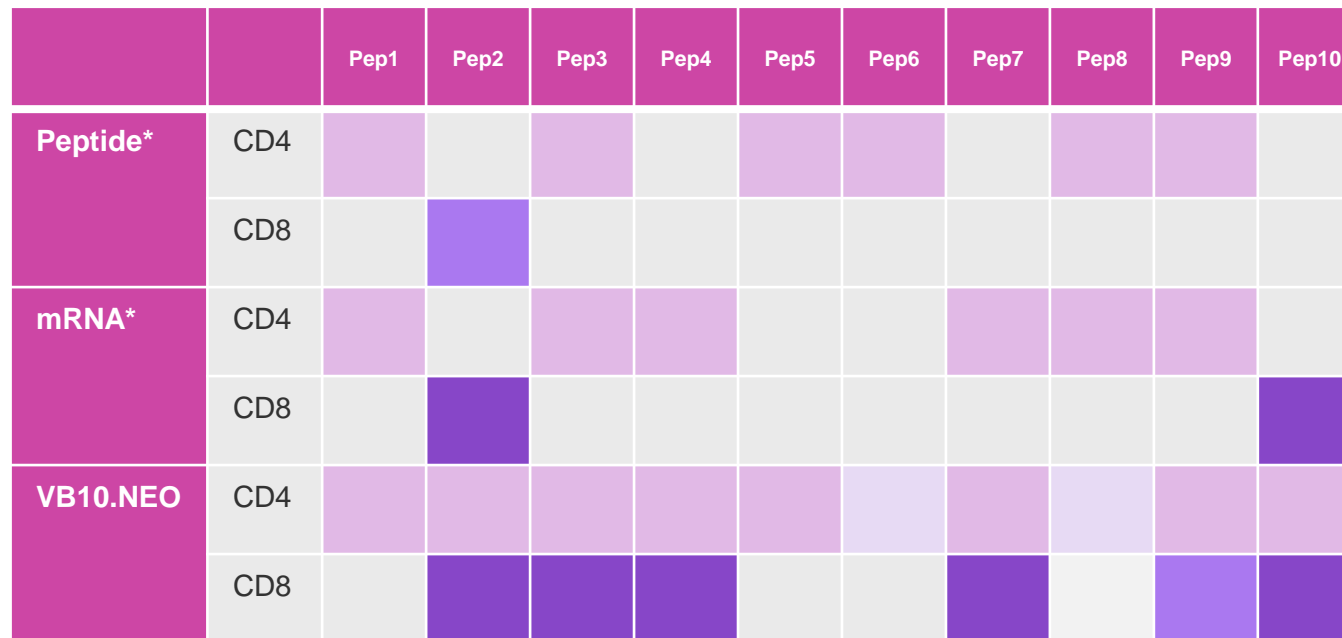 Pep1 Pep2 Pep3 Pep4 Pep5 Pep6 Pep7 Pep8 Pep9 Pep10
Peptide* CD4
CD8
mRNA* CD4
CD8
VB10.NEO CD4
CD8